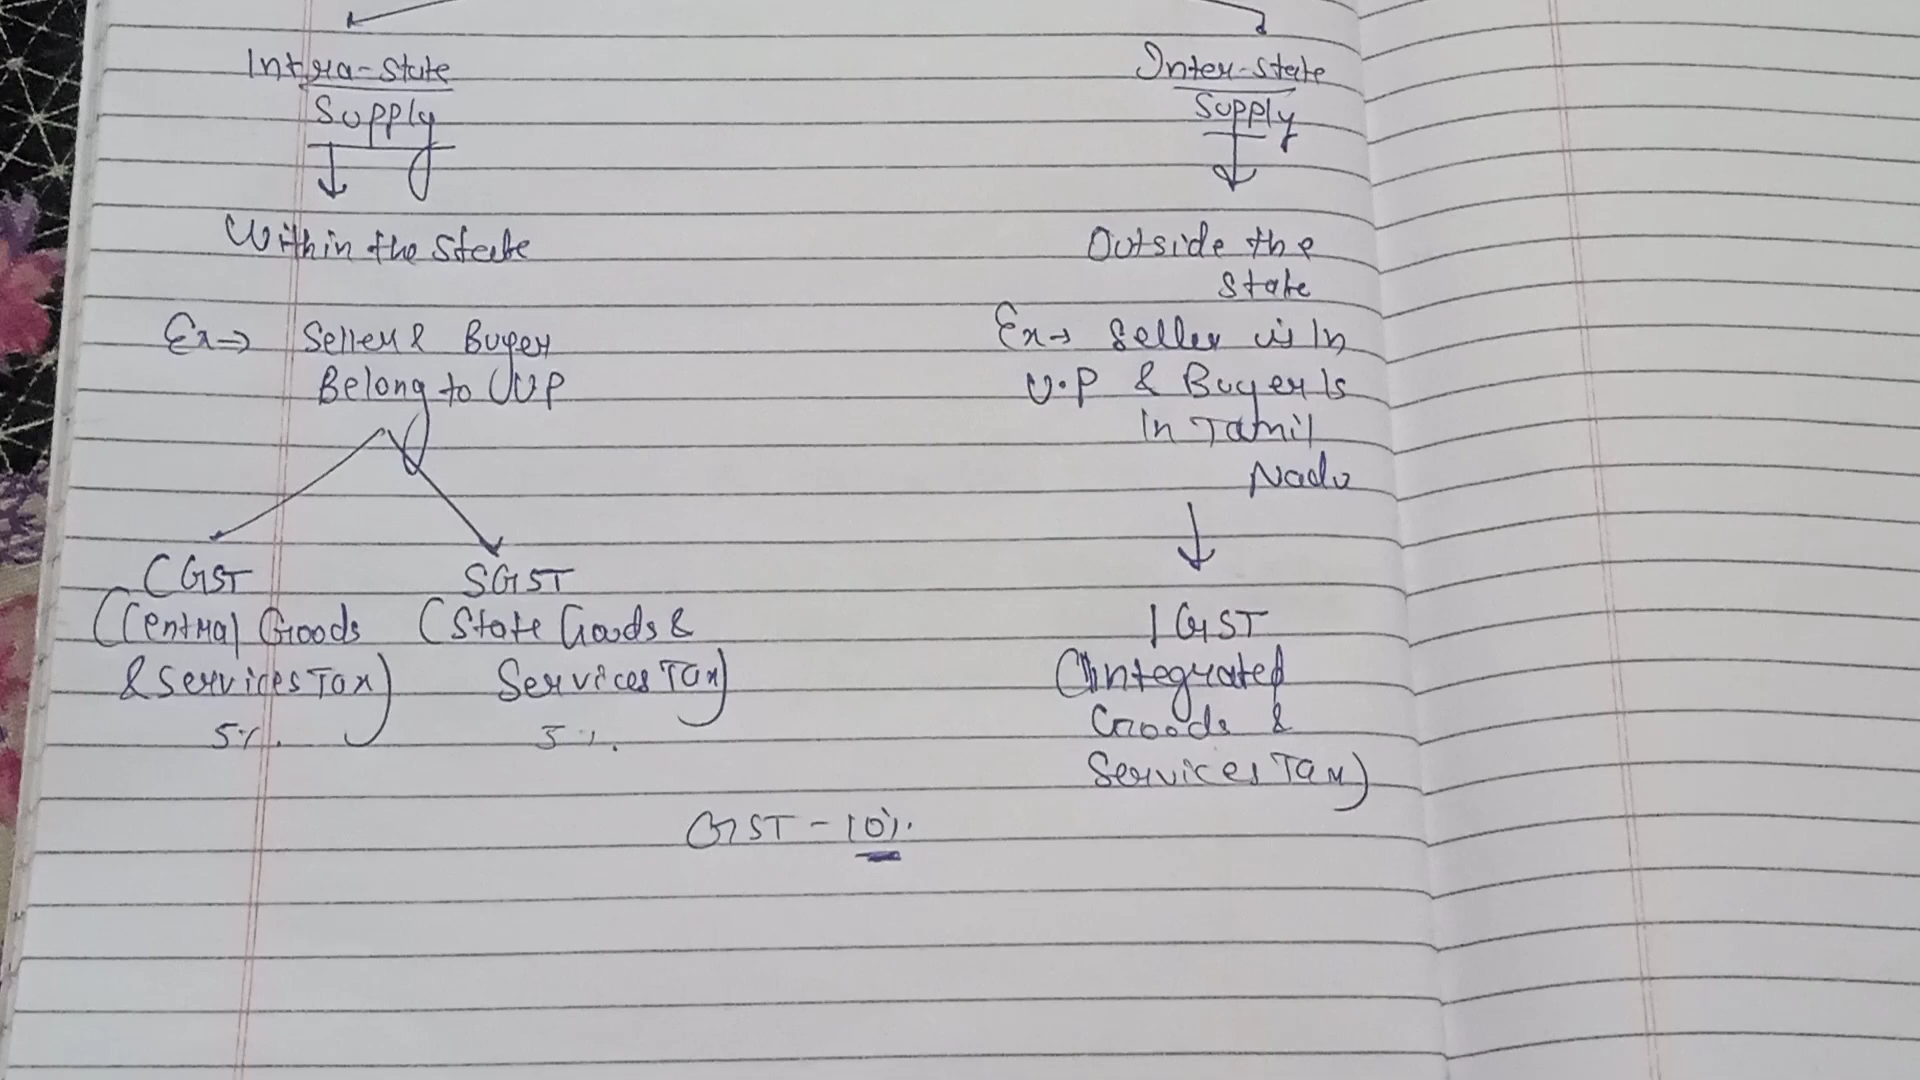 Intra-State
Supply
Within the State
Ex→ Seller & Buyer
Belong to UP
CGST
(Central Goods
& Services Tax)
5%.
SGST
(State Goods &
Services Tax)
5%.
Inter-State
Supply
Outside the
State
Ex→ Seller is In
U.P & Buyer Is
In Tamil
Nadu
IGST
(Integrated
Goods &
Services Tax)
GST - 10%.